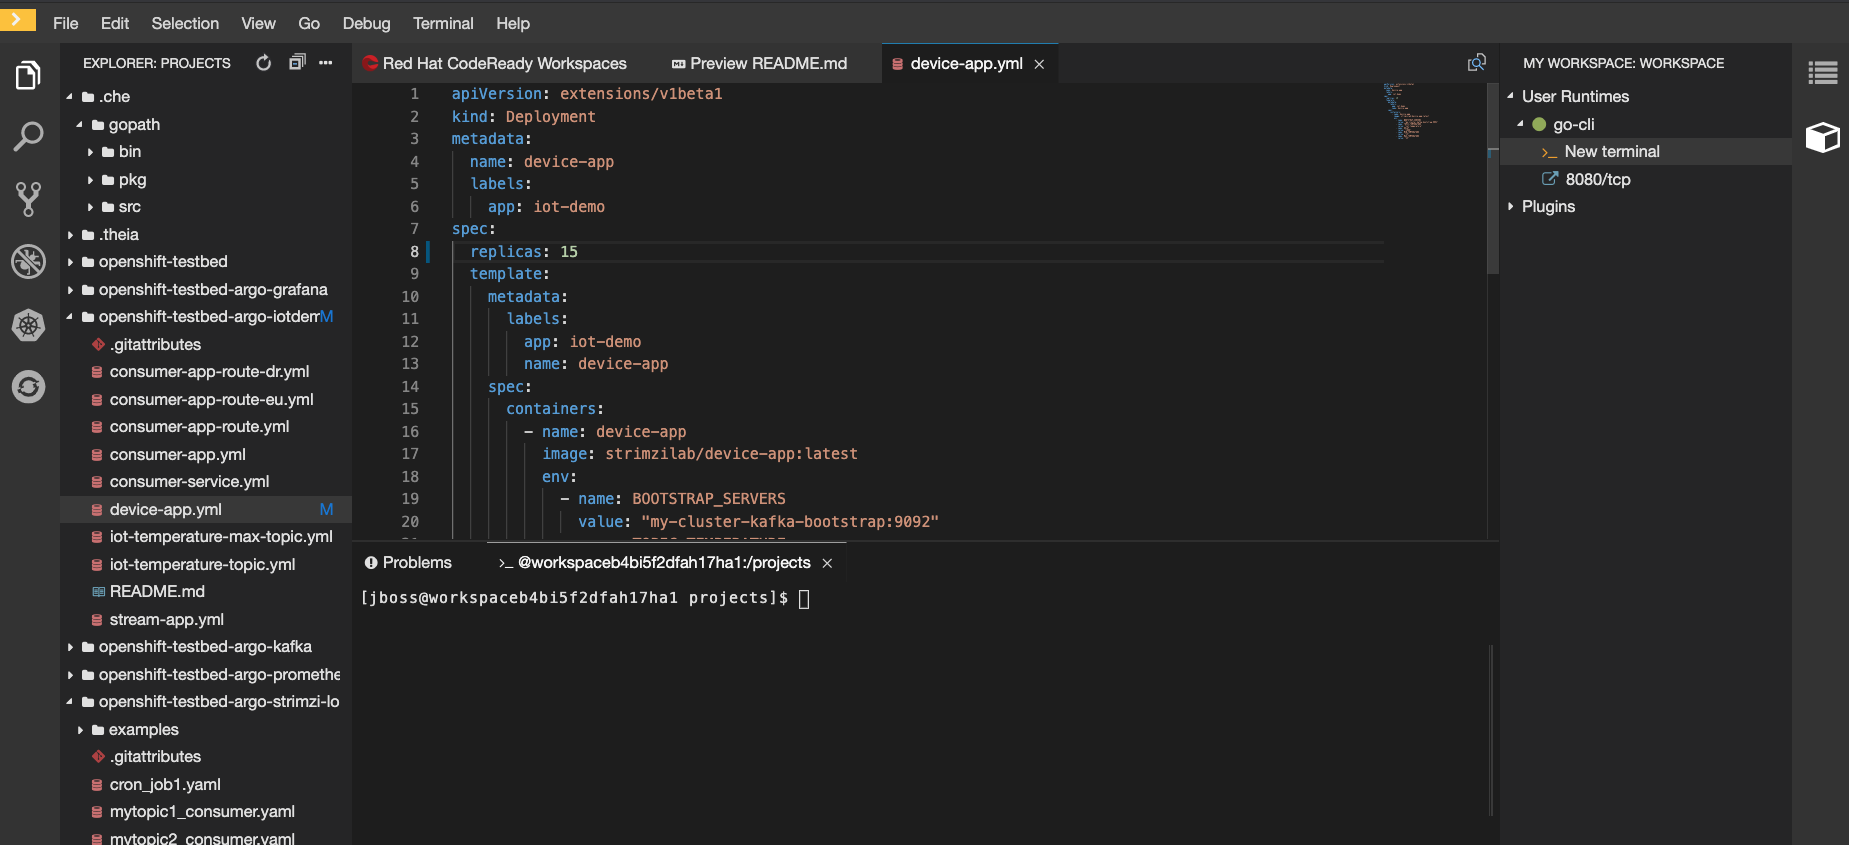 File Edit Selection View Go Debug Terminal Help
EXPLORER: PROJECTS
.che
gopath
bin
pkg
src
.theia
openshift-testbed
openshift-testbed-argo-grafana
openshift-testbed-argo-iotdem M
.gitattributes
consumer-app-route-dr.yml
consumer-app-route-eu.yml
consumer-app-route.yml
consumer-app.yml
consumer-service.yml
device-app.yml M
iot-temperature-max-topic.yml
iot-temperature-topic.yml
README.md
stream-app.yml
openshift-testbed-argo-kafka
openshift-testbed-argo-promethe
openshift-testbed-argo-strimzi-lo
examples
.gitattributes
cron_job1.yaml
mytopic1_consumer.yaml
mytopic2_consumer.yaml
Red Hat CodeReady Workspaces Preview README.md device-app.yml
1 apiVersion: extensions/v1beta1
2 kind: Deployment
3 metadata:
4 name: device-app
5 labels:
6 app: iot-demo
7 spec:
8 replicas: 15
9 template:
10 metadata:
11 labels:
12 app: iot-demo
13 name: device-app
14 spec:
15 containers:
16 - name: device-app
17 image: strimzilab/device-app:latest
18 env:
19 - name: BOOTSTRAP_SERVERS
20 value: "my-cluster-kafka-bootstrap:9092"
Problems >_ @workspaceb4bi5f2dfah17ha1:/projects
[jboss@workspaceb4bi5f2dfah17ha1 projects]$
MY WORKSPACE: WORKSPACE
User Runtimes
go-cli
>_ New terminal
8080/tcp
Plugins